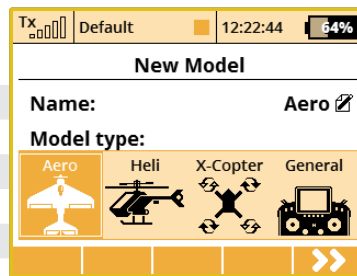 Tx Default 12:22:44 64%
New Model
Name: Aero
Model type:
Aero Heli X-Copter General